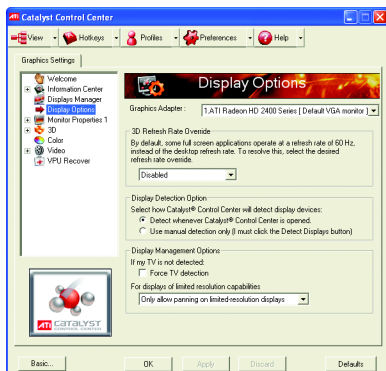 ATI Catalyst Control Center
View
Hotkeys
Profiles
Preferences
Help
Graphics Settings
Welcome
Information Center
Displays Manager
Display Options
Monitor Properties 1
3D
Color
Video
VPU Recover
ATI CATALYST
CONTROL CENTER
Display Options
Graphics Adapter :
1.ATI Radeon HD 2400 Series [ Default VGA monitor ]
3D Refresh Rate Override
By default, some full screen applications operate at a refresh rate of 60 Hz,
instead of the desktop refresh rate. To resolve this, select the desired
refresh rate override.
Disabled
Display Detection Option
Select how Catalyst® Control Center will detect display devices:
Detect whenever Catalyst® Control Center is opened.
Use manual detection only (I must click the Detect Displays button)
Display Management Options
If my TV is not detected:
Force TV detection
For displays of limited resolution capabilities
Only allow panning on limited-resolution displays
Basic...
OK
Apply
Discard
Defaults